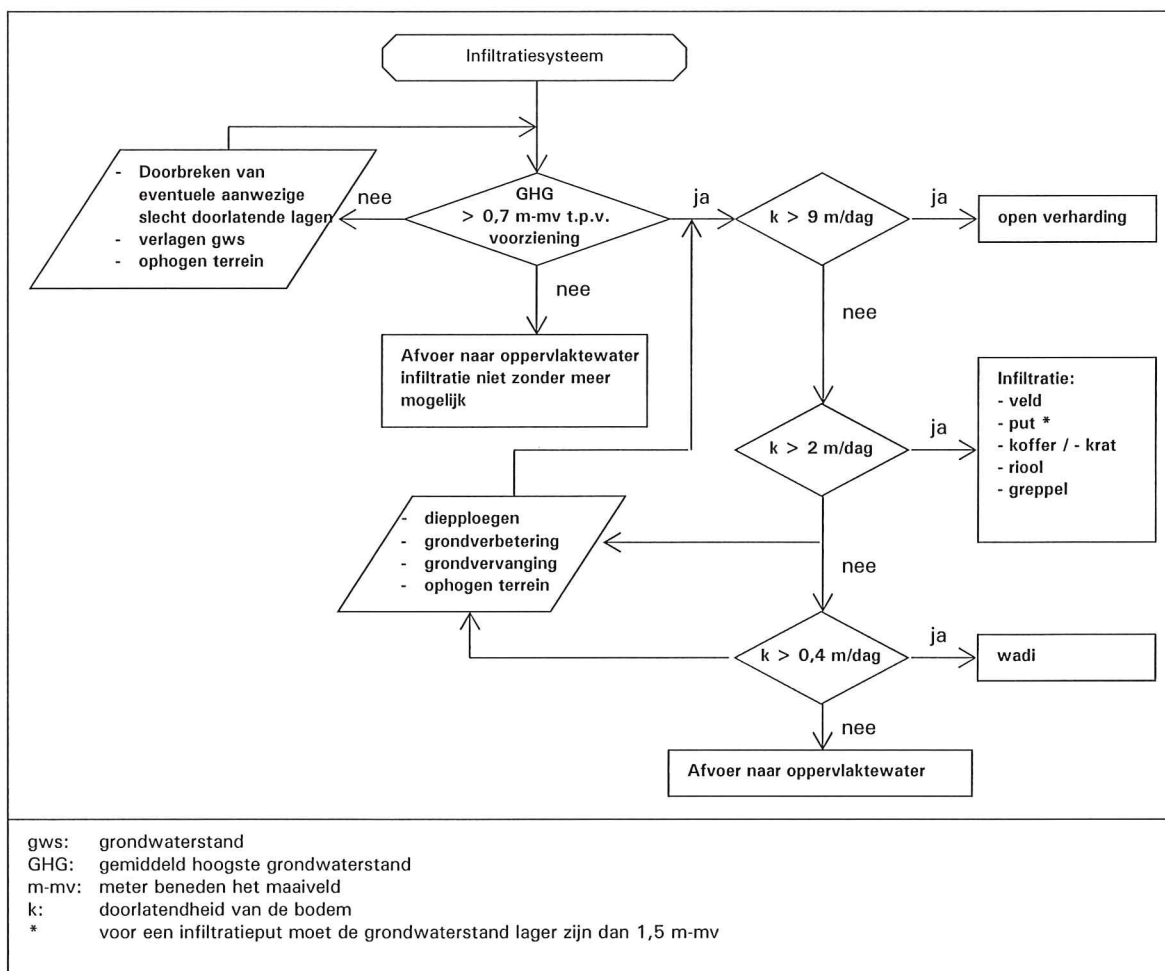 Infiltratiesysteem
- Doorbreken van
eventuele aanwezige
slecht doorlatende lagen
- verlagen gws
- ophogen terrein
nee
GHG
> 0,7 m-mv t.p.v.
voorziening
ja
k > 9 m/dag
ja
open verharding
nee
Afvoer naar oppervlaktewater
infiltratie niet zonder meer
mogelijk
nee
k > 2 m/dag
ja
Infiltratie:
- veld
- put *
- koffer / - krat
- riool
- greppel
- diepploegen
- grondverbetering
- grondvervanging
- ophogen terrein
nee
k > 0,4 m/dag
ja
wadi
nee
Afvoer naar oppervlaktewater
gws: grondwaterstand
GHG: gemiddeld hoogste grondwaterstand
m-mv: meter beneden het maaiveld
k: doorlatendheid van de bodem
* voor een infiltratieput moet de grondwaterstand lager zijn dan 1,5 m-mv